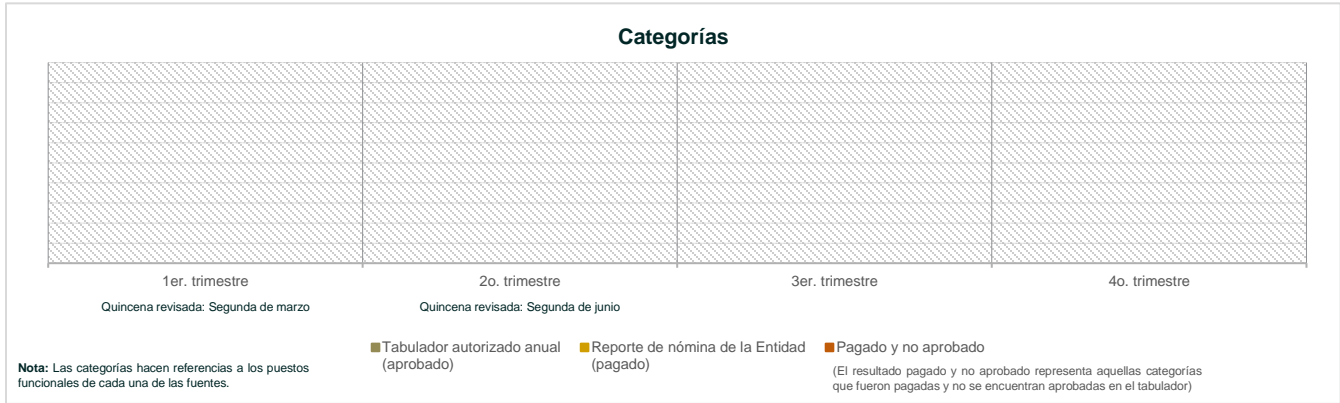 Categorías
1er. trimestre
2o. trimestre
3er. trimestre
4o. trimestre
Quincena revisada: Segunda de marzo
Quincena revisada: Segunda de junio
Tabulador autorizado anual
(aprobado)
Reporte de nómina de la Entidad
(pagado)
Pagado y no aprobado
Nota: Las categorías hacen referencias a los puestos
funcionales de cada una de las fuentes.
(El resultado pagado y no aprobado representa aquellas categorías
que fueron pagadas y no se encuentran aprobadas en el tabulador)